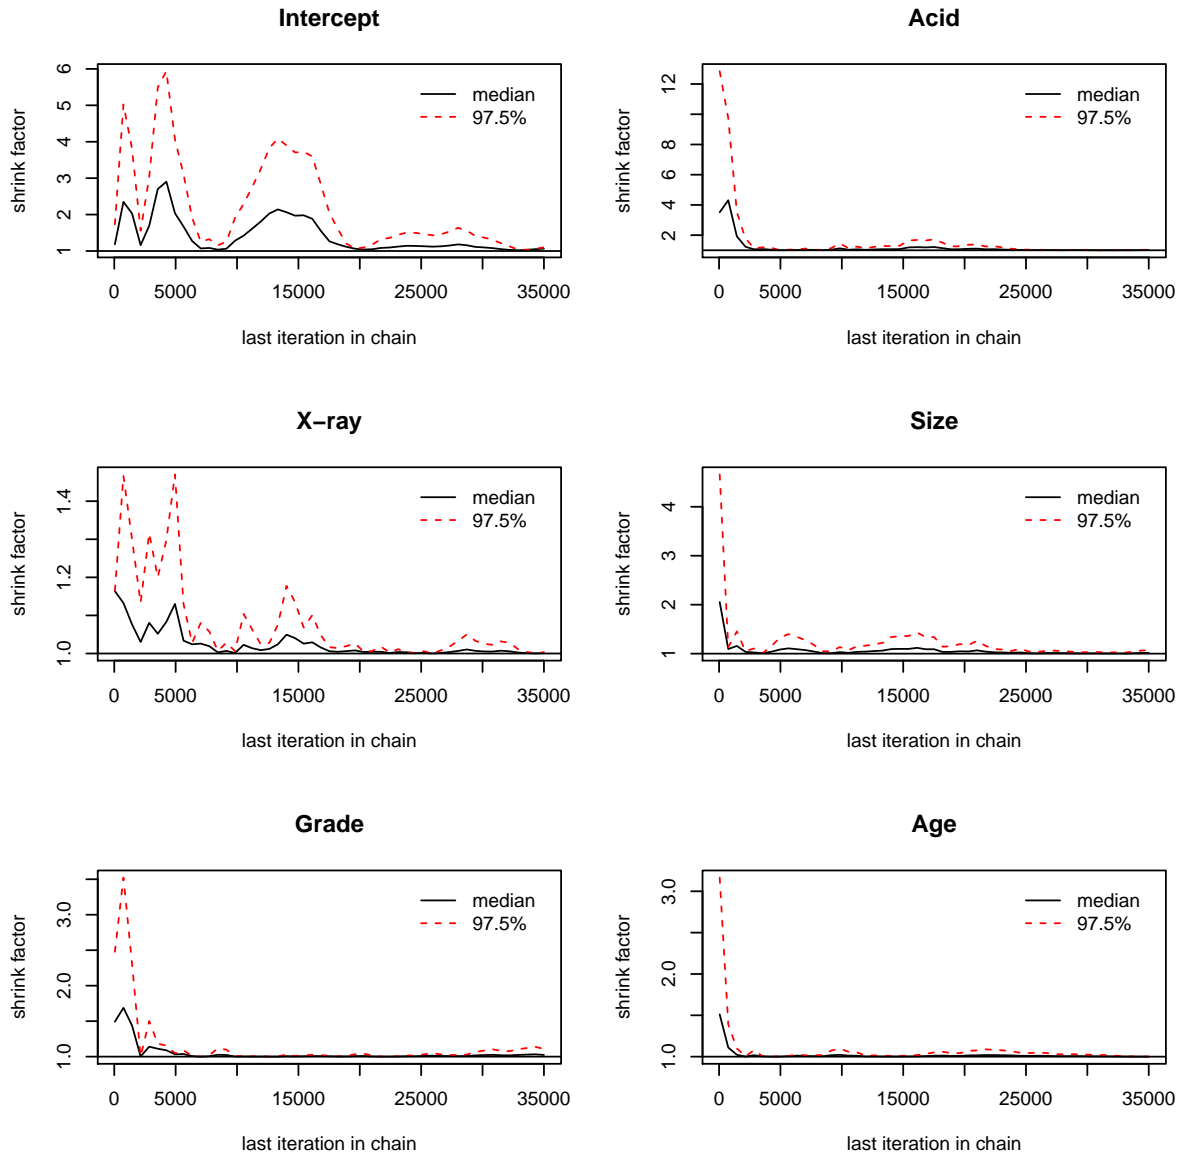 Intercept
shrink factor
1 2 3 4 5 6
median
97.5%
0 5000 15000 25000 35000
last iteration in chain
Acid
shrink factor
2 4 8 12
median
97.5%
0 5000 15000 25000 35000
last iteration in chain
X−ray
shrink factor
1.0 1.2 1.4
median
97.5%
0 5000 15000 25000 35000
last iteration in chain
Size
shrink factor
1 2 3 4
median
97.5%
0 5000 15000 25000 35000
last iteration in chain
Grade
shrink factor
1.0 2.0 3.0
median
97.5%
0 5000 15000 25000 35000
last iteration in chain
Age
shrink factor
1.0 2.0 3.0
median
97.5%
0 5000 15000 25000 35000
last iteration in chain